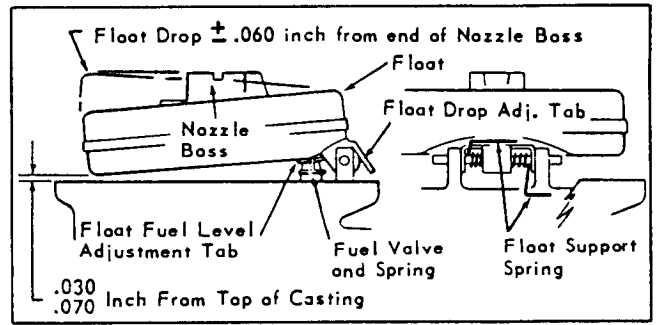 Float Drop ± .060 inch from end of Nozzle Boss
Float
Float Drop Adj. Tab
Nozzle
Boss
Float Fuel Level
Adjustment Tab
Fuel Valve
and Spring
Float Support
Spring
.030
.070 Inch From Top of Casting